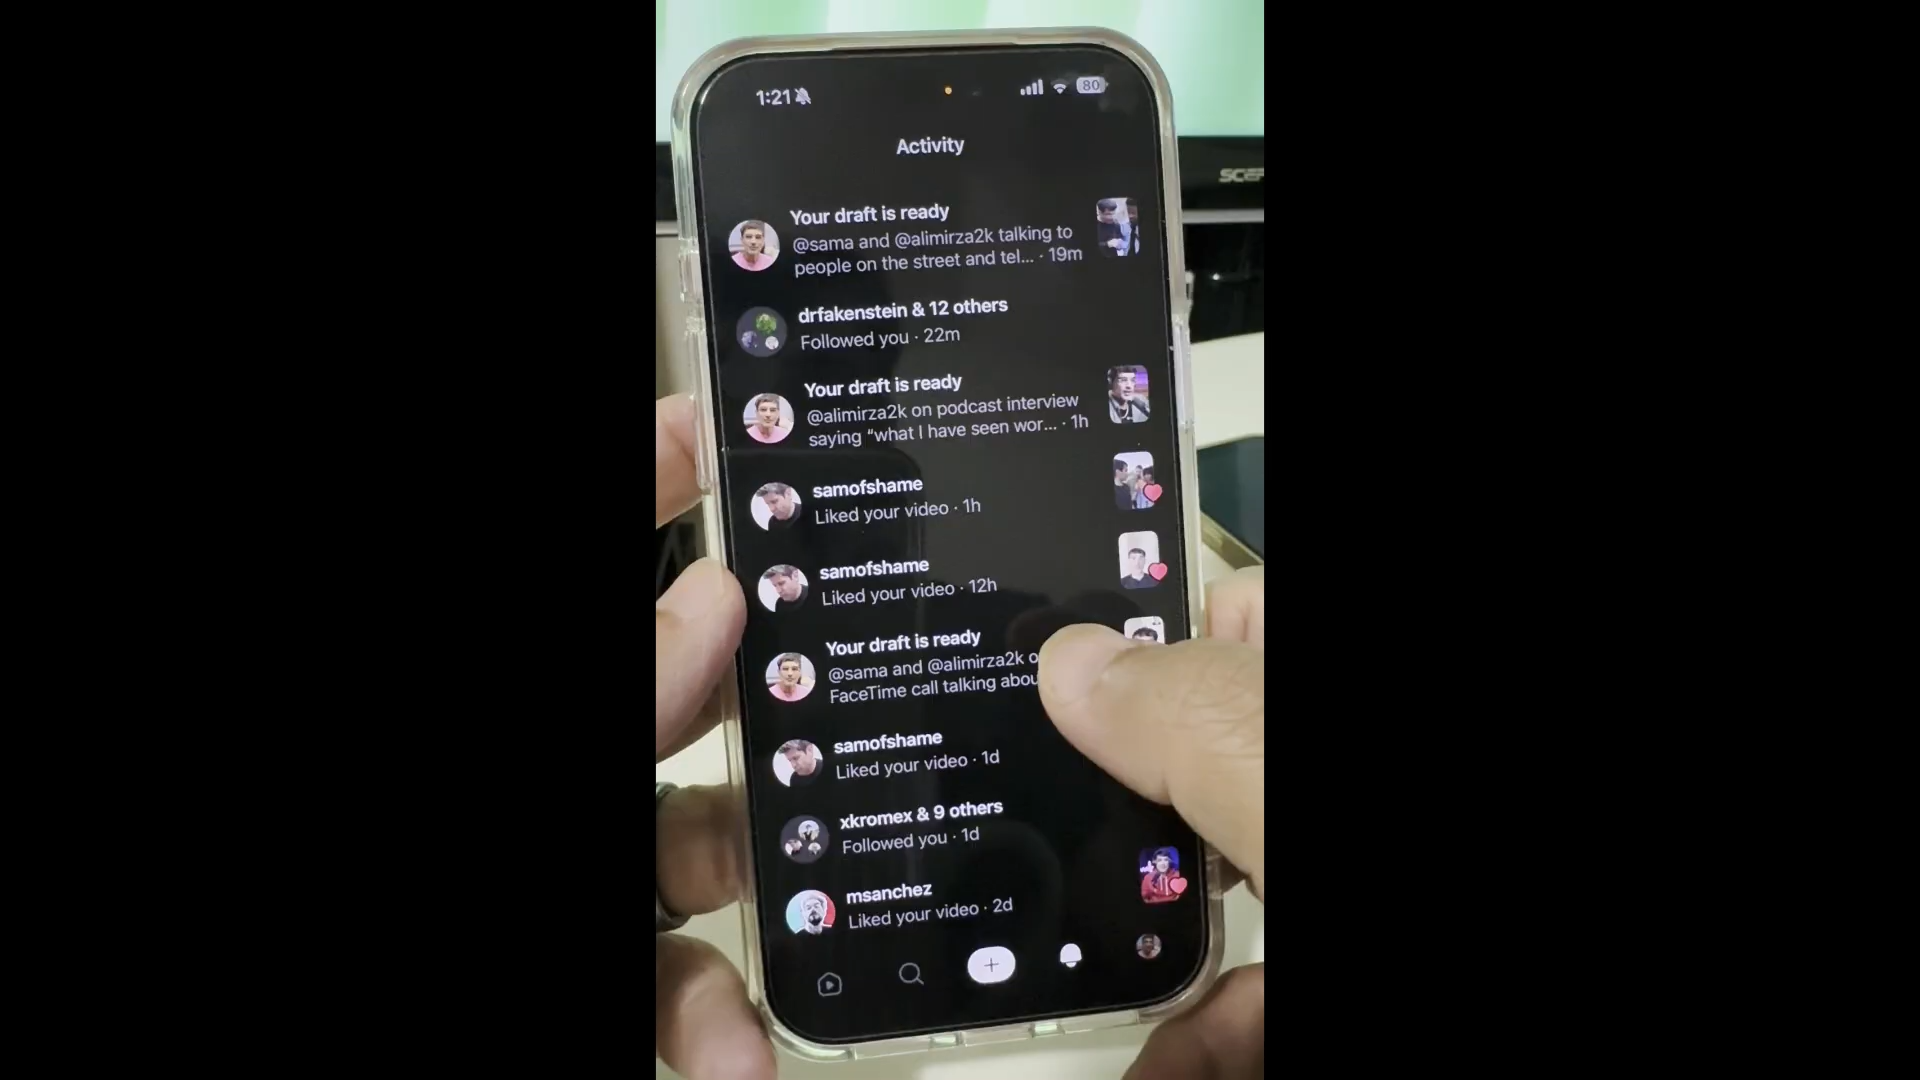 1:21
80
SCEP
Activity
Your draft is ready
@sama and @alimirza2k talking to
people on the street and tel... · 19m
drfakenstein & 12 others
Followed you · 22m
Your draft is ready
@alimirza2k on podcast interview
saying “what I have seen wor... · 1h
samofshame
Liked your video · 1h
samofshame
Liked your video · 12h
Your draft is ready
@sama and @alimirza2k o
FaceTime call talking abou
samofshame
Liked your video · 1d
xkromex & 9 others
Followed you · 1d
msanchez
Liked your video · 2d